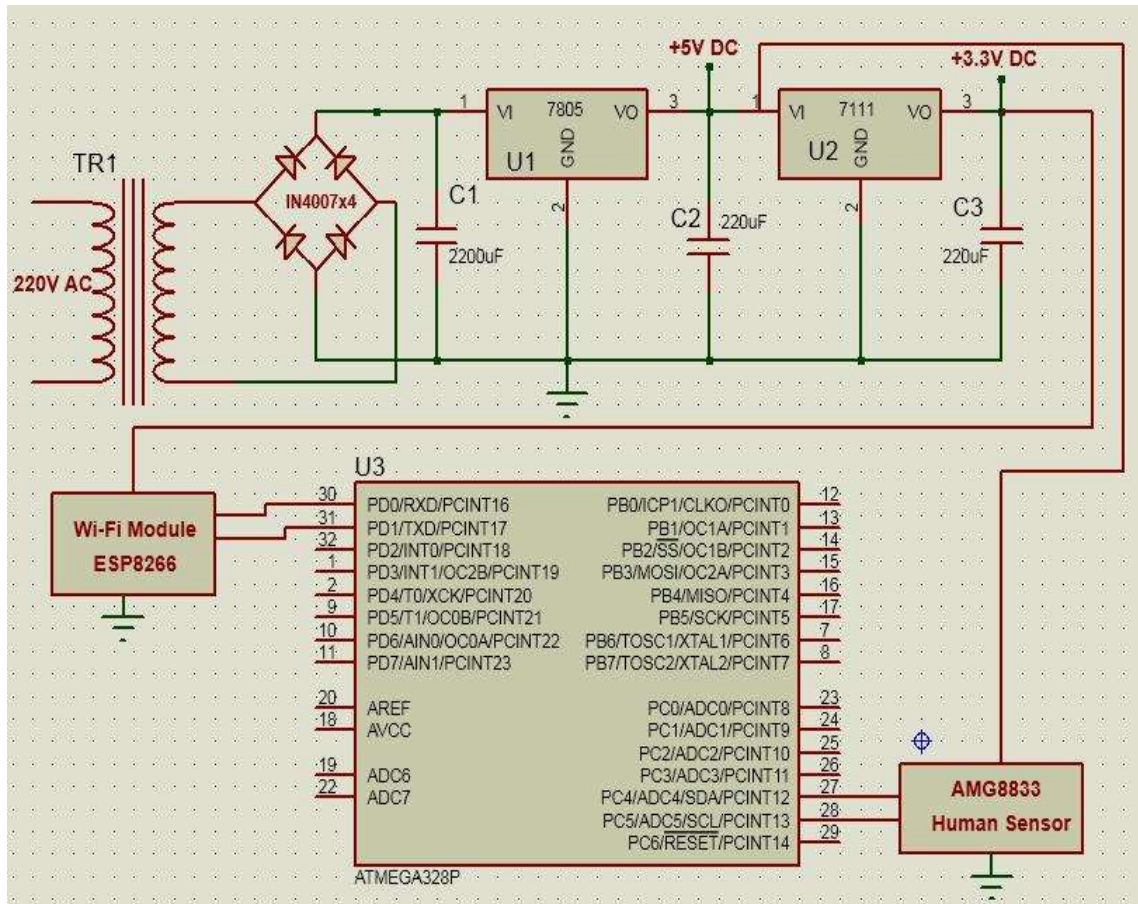 +5V DC
+3.3V DC
1
VI
7805
VO
3
GND
U1
2
1
VI
7111
VO
3
GND
U2
2
TR1
220V AC
IN4007x4
C1
2200uF
C2
220uF
C3
220uF
Wi-Fi Module
ESP8266
U3
30
PD0/RXD/PCINT16
31
PD1/TXD/PCINT17
32
PD2/INT0/PCINT18
1
PD3/INT1/OC2B/PCINT19
2
PD4/T0/XCK/PCINT20
9
PD5/T1/OC0B/PCINT21
10
PD6/AIN0/OC0A/PCINT22
11
PD7/AIN1/PCINT23
20
AREF
18
AVCC
19
ADC6
22
ADC7
PB0/ICP1/CLKO/PCINT0
12
PB1/OC1A/PCINT1
13
PB2/SS/OC1B/PCINT2
14
PB3/MOSI/OC2A/PCINT3
15
PB4/MISO/PCINT4
16
PB5/SCK/PCINT5
17
PB6/TOSC1/XTAL1/PCINT6
7
PB7/TOSC2/XTAL2/PCINT7
8
PC0/ADC0/PCINT8
23
PC1/ADC1/PCINT9
24
PC2/ADC2/PCINT10
25
PC3/ADC3/PCINT11
26
PC4/ADC4/SDA/PCINT12
27
PC5/ADC5/SCL/PCINT13
28
PC6/RESET/PCINT14
29
ATMEGA328P
AMG8833
Human Sensor